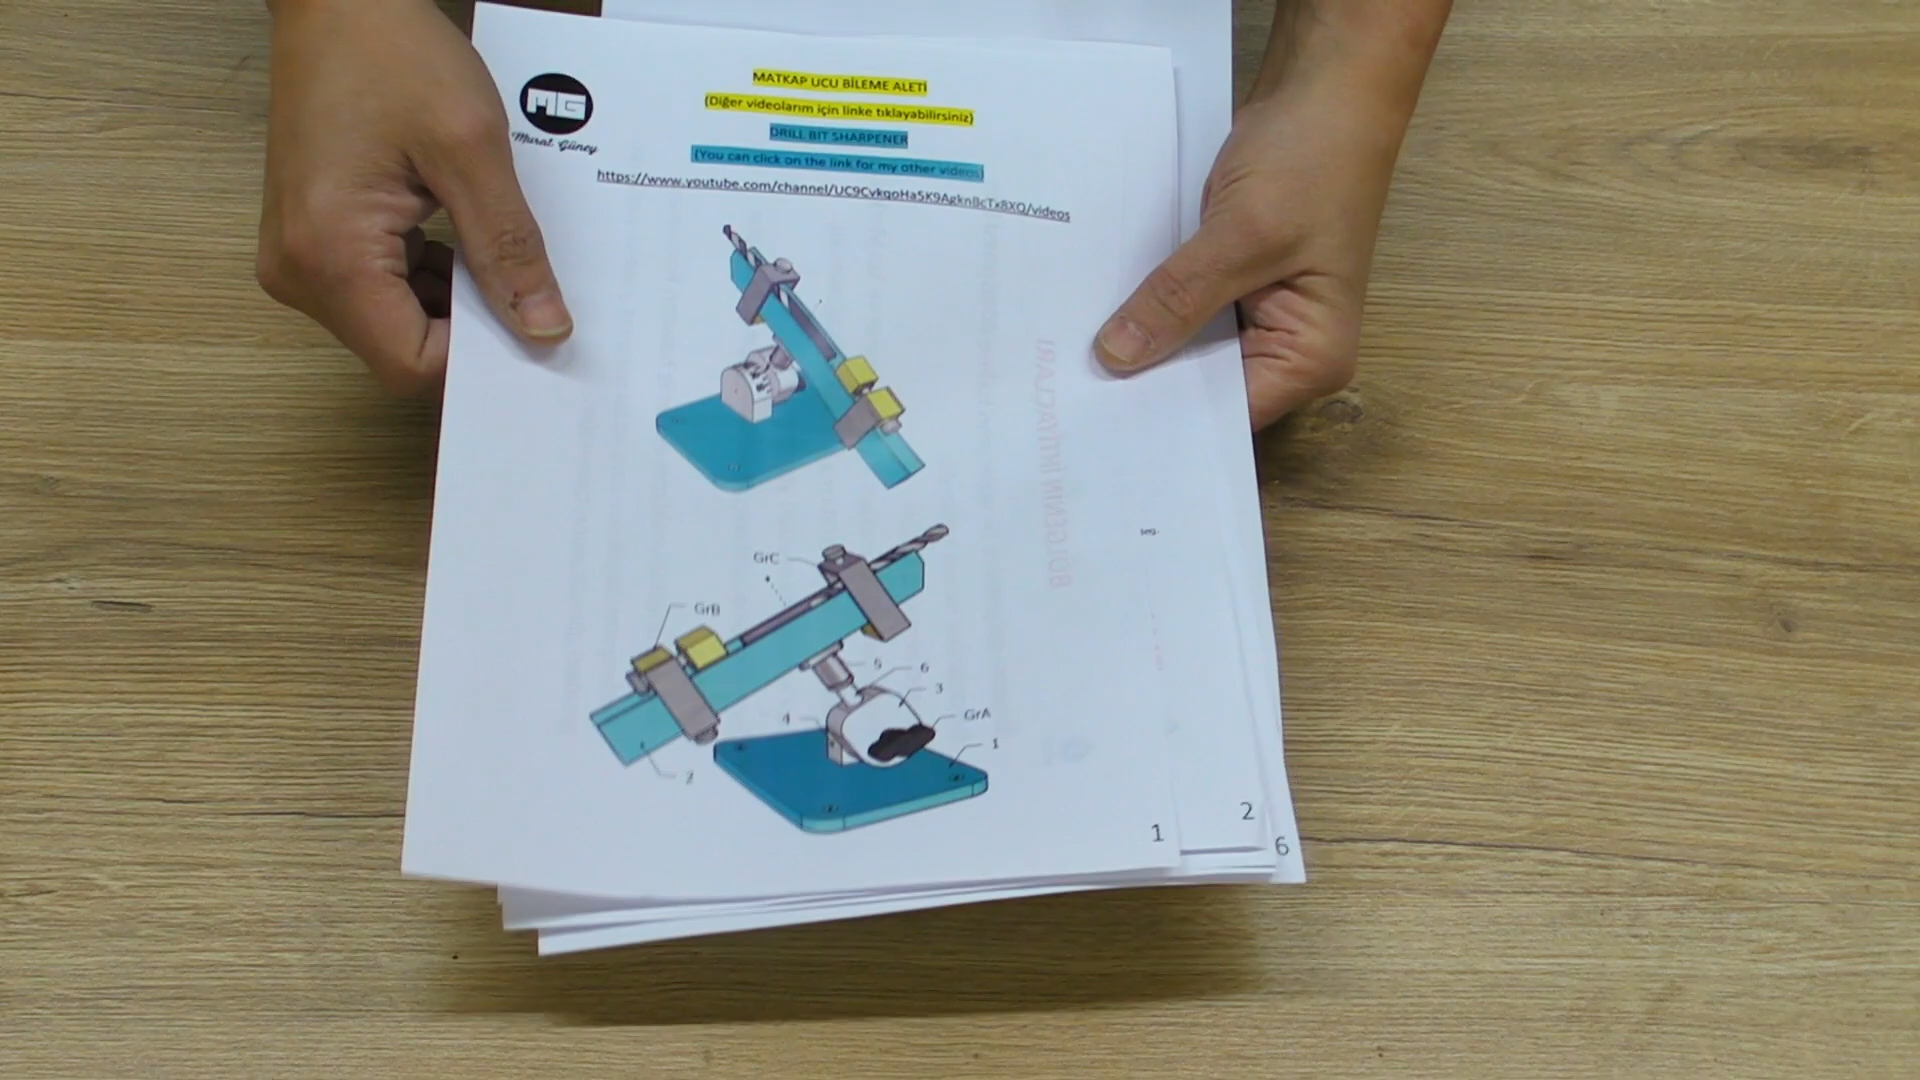 MG
Murat Güney
MATKAP UCU BİLEME ALETİ
(Diğer videolarım için linke tıklayabilirsiniz)
DRILL BIT SHARPENER
(You can click on the link for my other videos)
https://www.youtube.com/channel/UC9CvkqoHaSK9AgknBcTx8XQ/videos
GrC
GrB
5
6
3
4
GrA
1
2
1
2
6